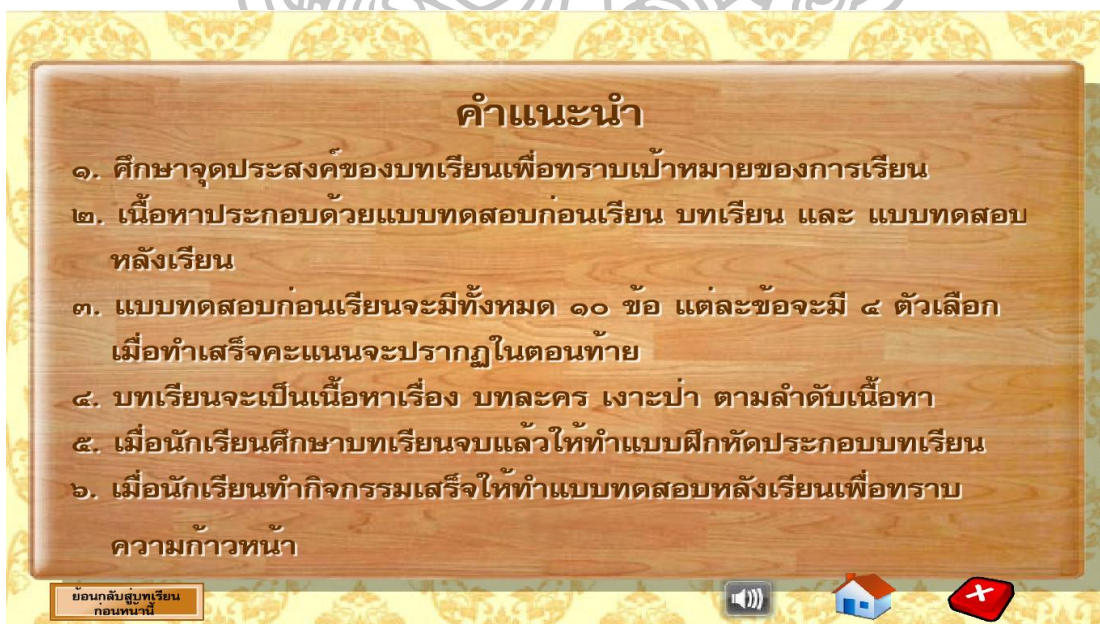 คำแนะนำ
๑. ศึกษาจุดประสงค์ของบทเรียนเพื่อทราบเป้าหมายของการเรียน
๒. เนื้อหาประกอบด้วยแบบทดสอบก่อนเรียน บทเรียน และ แบบทดสอบ
หลังเรียน
๓. แบบทดสอบก่อนเรียนจะมีทั้งหมด ๑๐ ข้อ แต่ละข้อจะมี ๔ ตัวเลือก
เมื่อทำเสร็จคะแนนจะปรากฏในตอนท้าย
๔. บทเรียนจะเป็นเนื้อหาเรื่อง บทละคร เงาะป่า ตามลำดับเนื้อหา
๕. เมื่อนักเรียนศึกษาบทเรียนจบแล้วให้ทำแบบฝึกหัดประกอบบทเรียน
๖. เมื่อนักเรียนทำกิจกรรมเสร็จให้ทำแบบทดสอบหลังเรียนเพื่อทราบ
ความก้าวหน้า
ย้อนกลับสู่บทเรียน
ก่อนหน้านี้